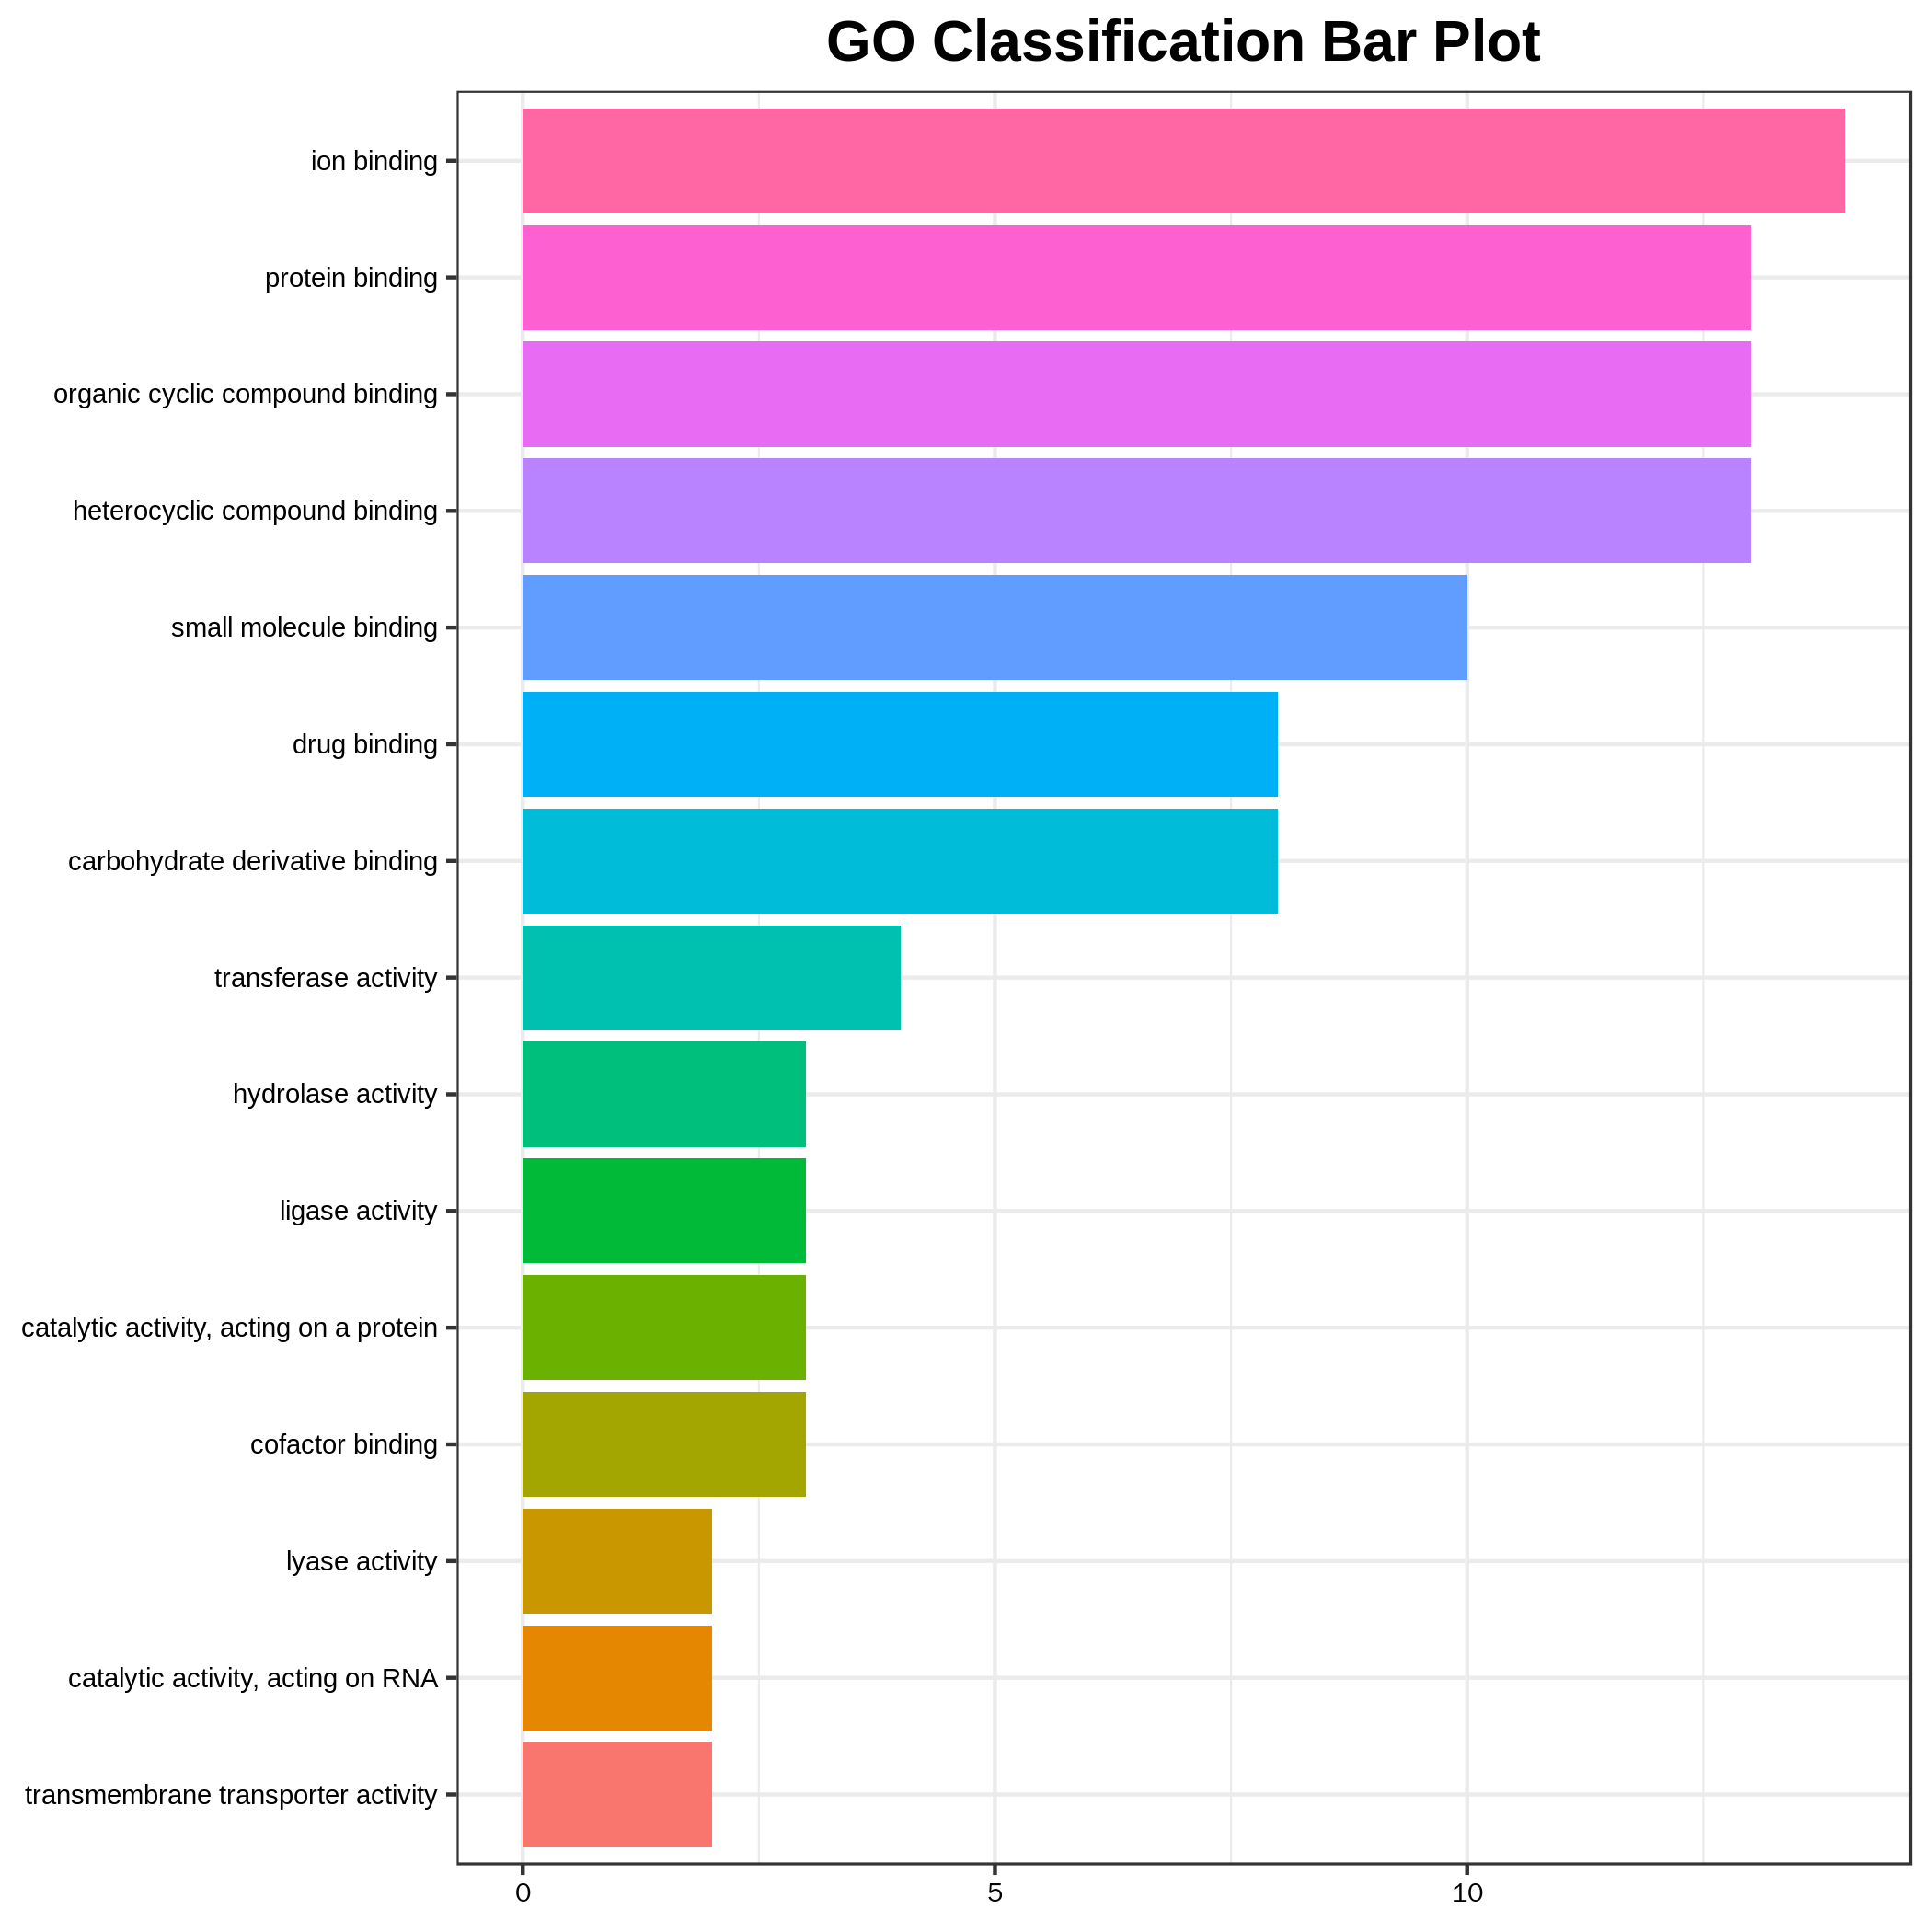 GO Classification Bar Plot
ion binding
protein binding
organic cyclic compound binding
heterocyclic compound binding
small molecule binding
drug binding
carbohydrate derivative binding
transferase activity
hydrolase activity
ligase activity
catalytic activity, acting on a protein
cofactor binding
lyase activity
catalytic activity, acting on RNA
transmembrane transporter activity
0 5 10